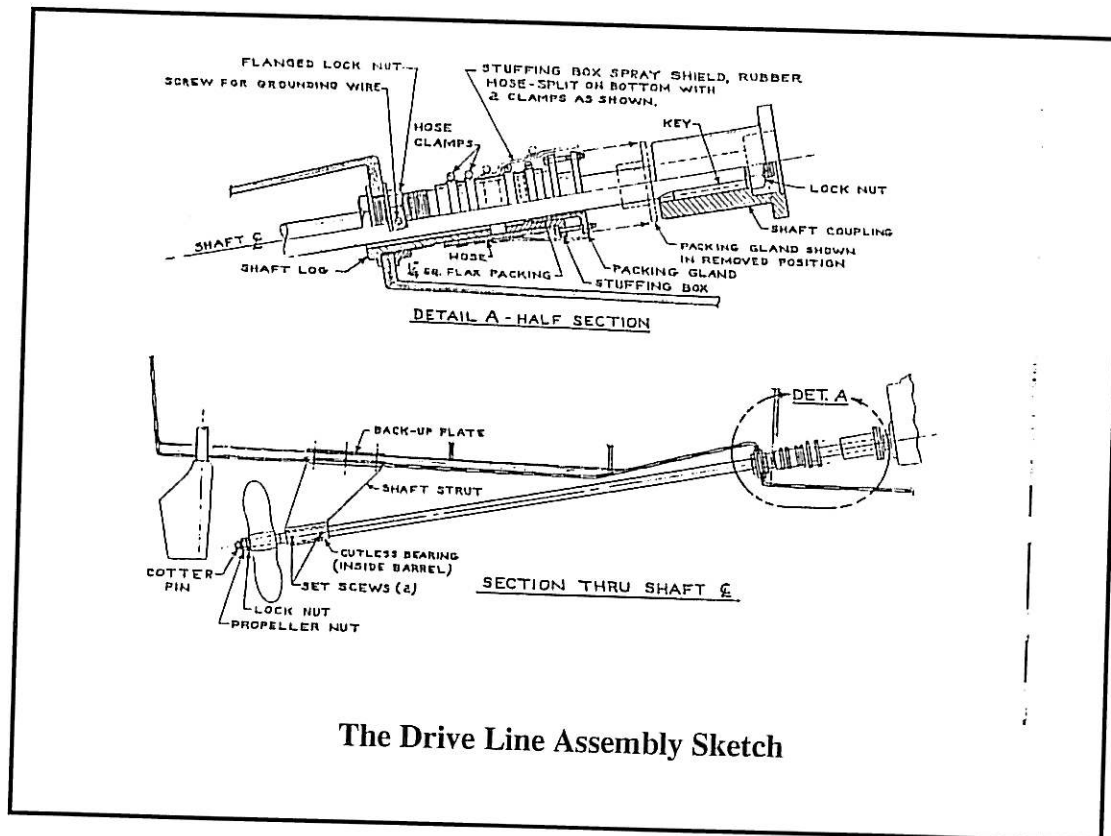 FLANGED LOCK NUT
SCREW FOR GROUNDING WIRE
STUFFING BOX SPRAY SHIELD, RUBBER
HOSE-SPLIT ON BOTTOM WITH
2 CLAMPS AS SHOWN.
HOSE
CLAMPS
KEY
LOCK NUT
SHAFT ℄
SHAFT LOG
HOSE
SHAFT COUPLING
PACKING GLAND SHOWN
IN REMOVED POSITION
1/4" SQ. FLAX PACKING
PACKING GLAND
STUFFING BOX
DETAIL A - HALF SECTION
DET. A
BACK-UP PLATE
SHAFT STRUT
CUTLESS BEARING
(INSIDE BARREL)
COTTER
PIN
SET SCEWS (2)
SECTION THRU SHAFT ℄
LOCK NUT
PROPELLER NUT
The Drive Line Assembly Sketch